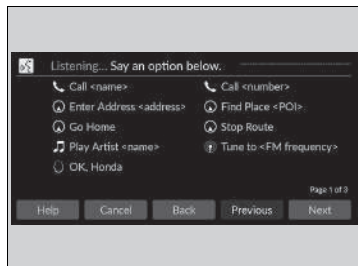 Listening... Say an option below.
Call <name>
Call <number>
Enter Address <address>
Find Place <POI>
Go Home
Stop Route
Play Artist <name>
Tune to <FM frequency>
OK, Honda
Page 1 of 3
Help Cancel Back Previous Next